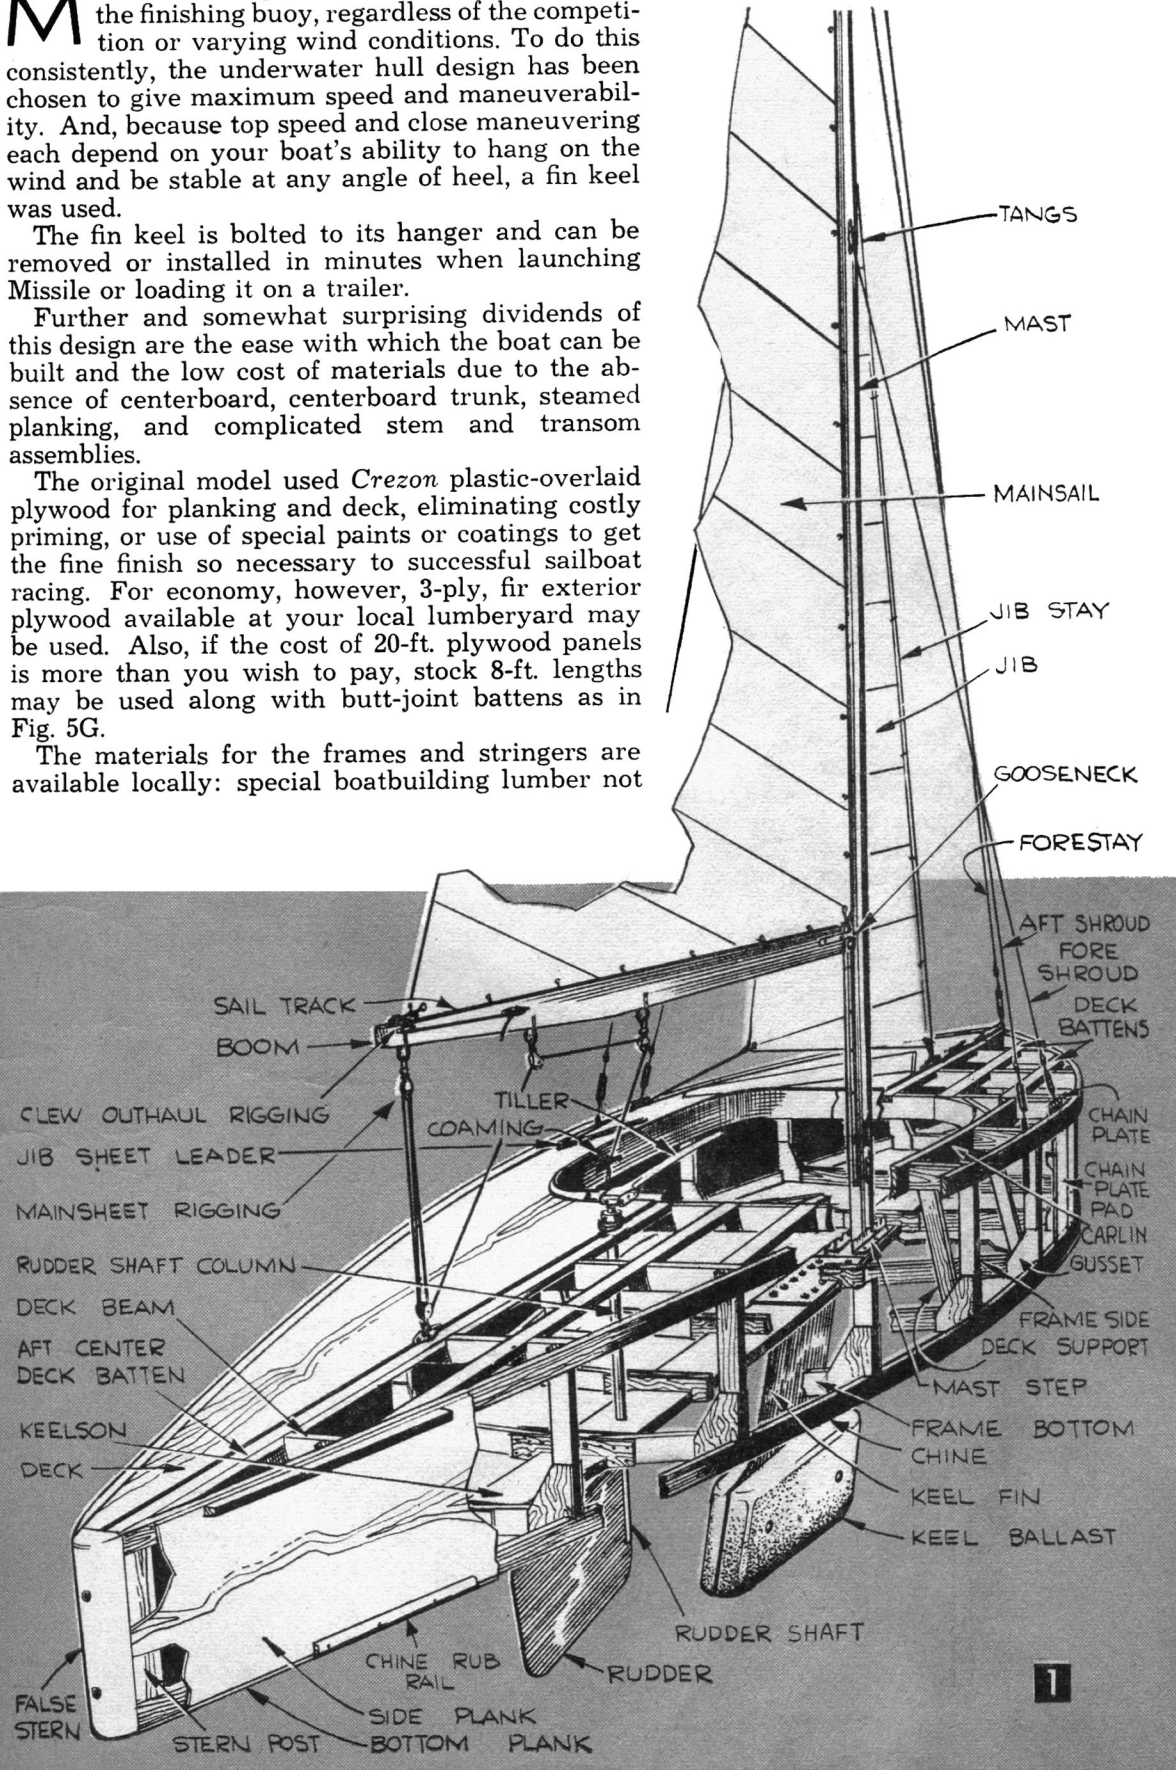 M the finishing buoy, regardless of the competi-
tion or varying wind conditions. To do this
consistently, the underwater hull design has been
chosen to give maximum speed and maneuverabil-
ity. And, because top speed and close maneuvering
each depend on your boat's ability to hang on the
wind and be stable at any angle of heel, a fin keel
was used.
The fin keel is bolted to its hanger and can be
removed or installed in minutes when launching
Missile or loading it on a trailer.
Further and somewhat surprising dividends of
this design are the ease with which the boat can be
built and the low cost of materials due to the ab-
sence of centerboard, centerboard trunk, steamed
planking, and complicated stem and transom
assemblies.
The original model used Crezon plastic-overlaid
plywood for planking and deck, eliminating costly
priming, or use of special paints or coatings to get
the fine finish so necessary to successful sailboat
racing. For economy, however, 3-ply, fir exterior
plywood available at your local lumberyard may
be used. Also, if the cost of 20-ft. plywood panels
is more than you wish to pay, stock 8-ft. lengths
may be used along with butt-joint battens as in
Fig. 5G.
The materials for the frames and stringers are
available locally: special boatbuilding lumber not
TANGS
MAST
MAINSAIL
JIB STAY
JIB
GOOSENECK
FORESTAY
AFT SHROUD
FORE
SHROUD
DECK
BATTENS
CHAIN
PLATE
CHAIN
PLATE
PAD
CARLIN
GUSSET
FRAME SIDE
DECK SUPPORT
MAST STEP
FRAME BOTTOM
CHINE
KEEL FIN
KEEL BALLAST
SAIL TRACK
BOOM
CLEW OUTHAUL RIGGING
TILLER
COAMING
JIB SHEET LEADER
MAINSHEET RIGGING
RUDDER SHAFT COLUMN
DECK BEAM
AFT CENTER
DECK BATTEN
KEELSON
DECK
RUDDER SHAFT
RUDDER
CHINE RUB
RAIL
SIDE PLANK
BOTTOM PLANK
STERN POST
FALSE
STERN
1